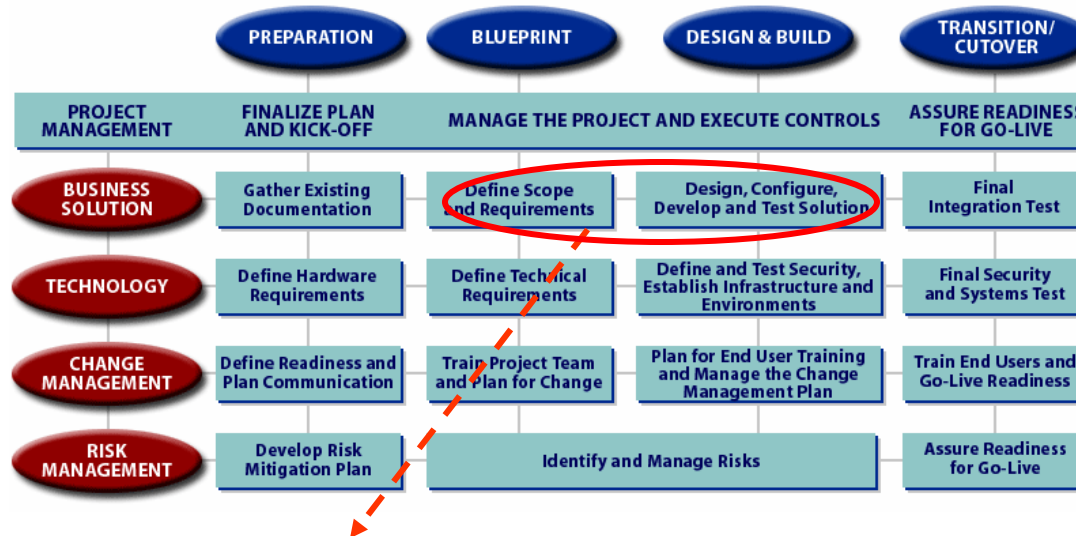 PREPARATION
BLUEPRINT
DESIGN & BUILD
TRANSITION/
CUTOVER
PROJECT
MANAGEMENT
FINALIZE PLAN
AND KICK-OFF
MANAGE THE PROJECT AND EXECUTE CONTROLS
ASSURE READINESS
FOR GO-LIVE
BUSINESS
SOLUTION
Gather Existing
Documentation
Define Scope
and Requirements
Design, Configure,
Develop and Test Solution
Final
Integration Test
TECHNOLOGY
Define Hardware
Requirements
Define Technical
Requirements
Define and Test Security,
Establish Infrastructure and
Environments
Final Security
and Systems Test
CHANGE
MANAGEMENT
Define Readiness and
Plan Communication
Train Project Team
and Plan for Change
Plan for End User Training
and Manage the Change
Management Plan
Train End Users and
Go-Live Readiness
RISK
MANAGEMENT
Develop Risk
Mitigation Plan
Identify and Manage Risks
Assure Readiness
for Go-Live